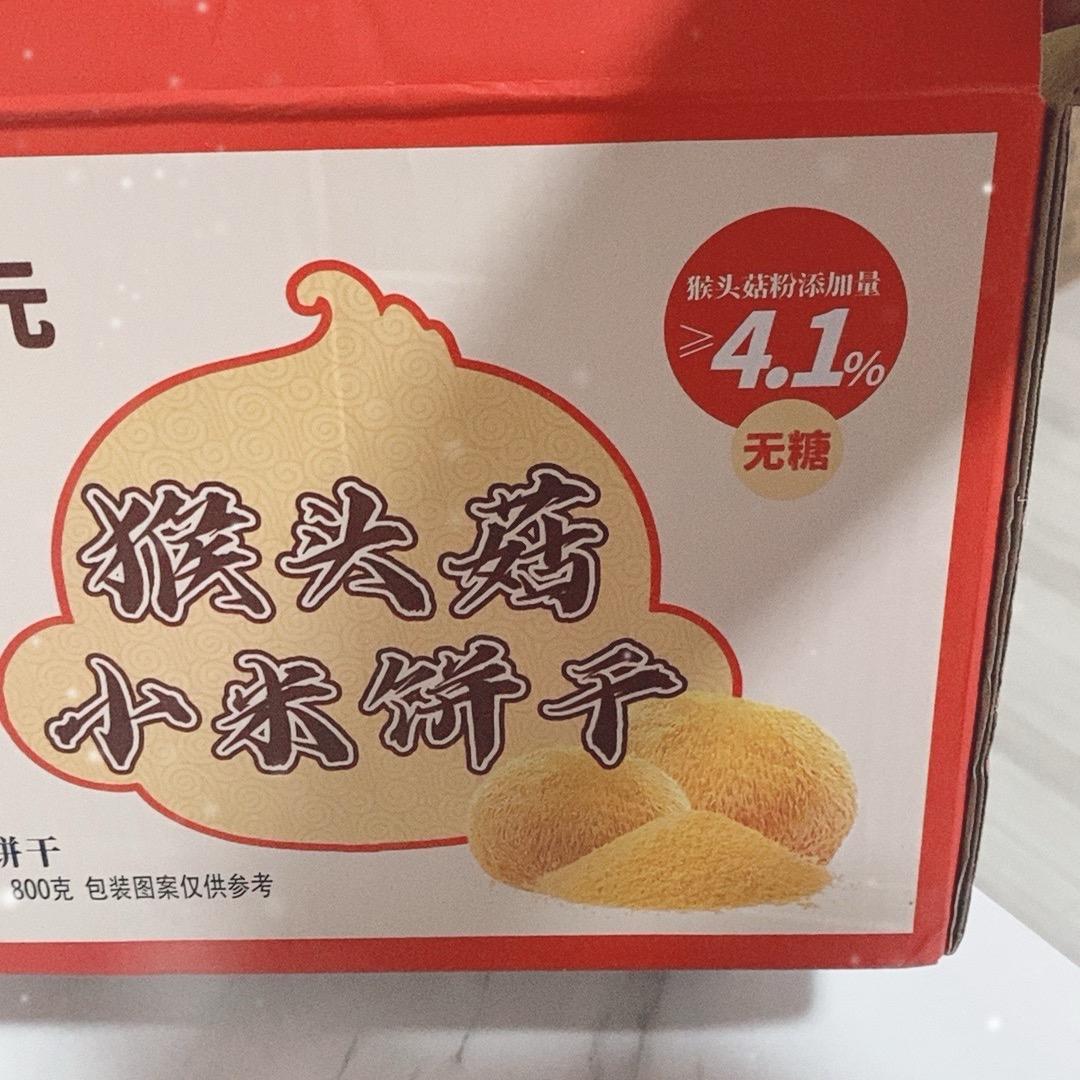 元
猴头菇粉添加量
≥4.1%
无糖
猴头菇
小米饼干
饼干
800克 包装图案仅供参考